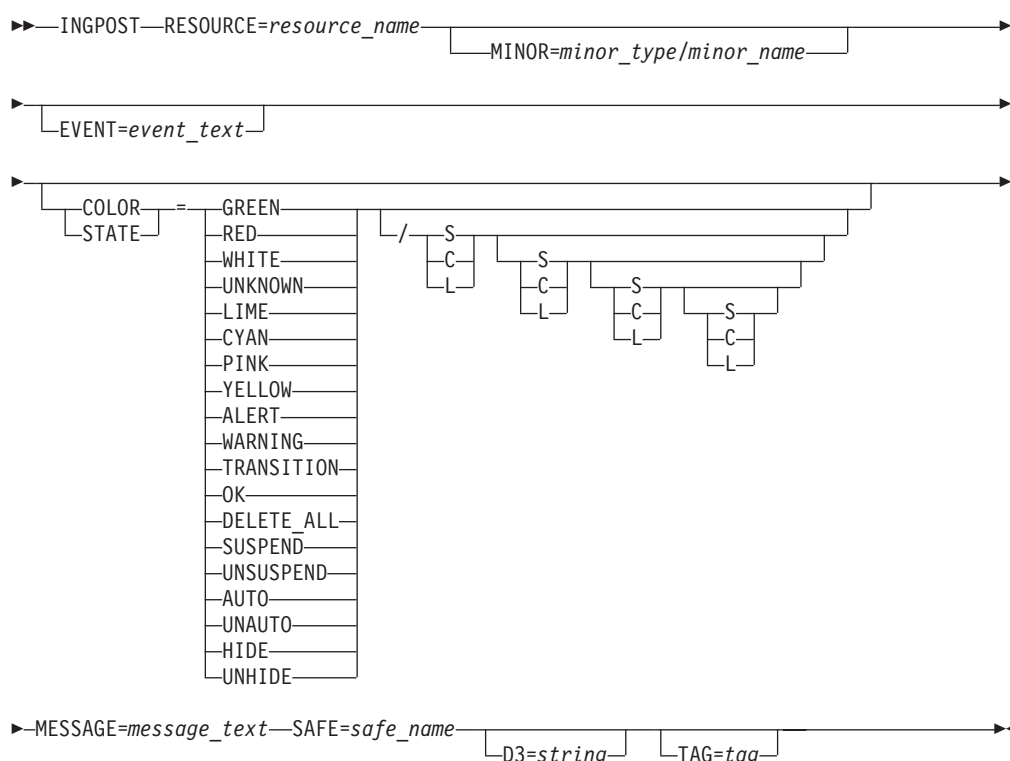 INGPOST RESOURCE=resource_name
MINOR=minor_type/minor_name
EVENT=event_text
COLOR = GREEN / S
STATE RED C S
WHITE L C S
UNKNOWN L C S
LIME L C
CYAN L
PINK
YELLOW
ALERT
WARNING
TRANSITION
OK
DELETE_ALL
SUSPEND
UNSUSPEND
AUTO
UNAUTO
HIDE
UNHIDE
MESSAGE=message_text SAFE=safe_name
D3=string TAG=tag